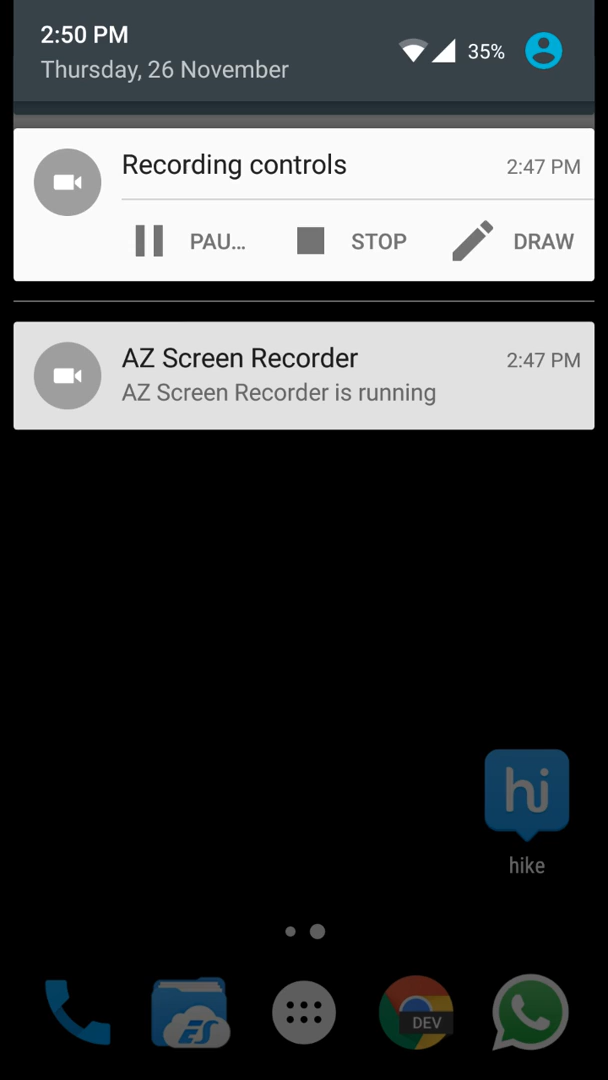 2:50 PM
Thursday, 26 November
35%
Recording controls
2:47 PM
PAU...
STOP
DRAW
AZ Screen Recorder
2:47 PM
AZ Screen Recorder is running
hi
hike
ES
DEV